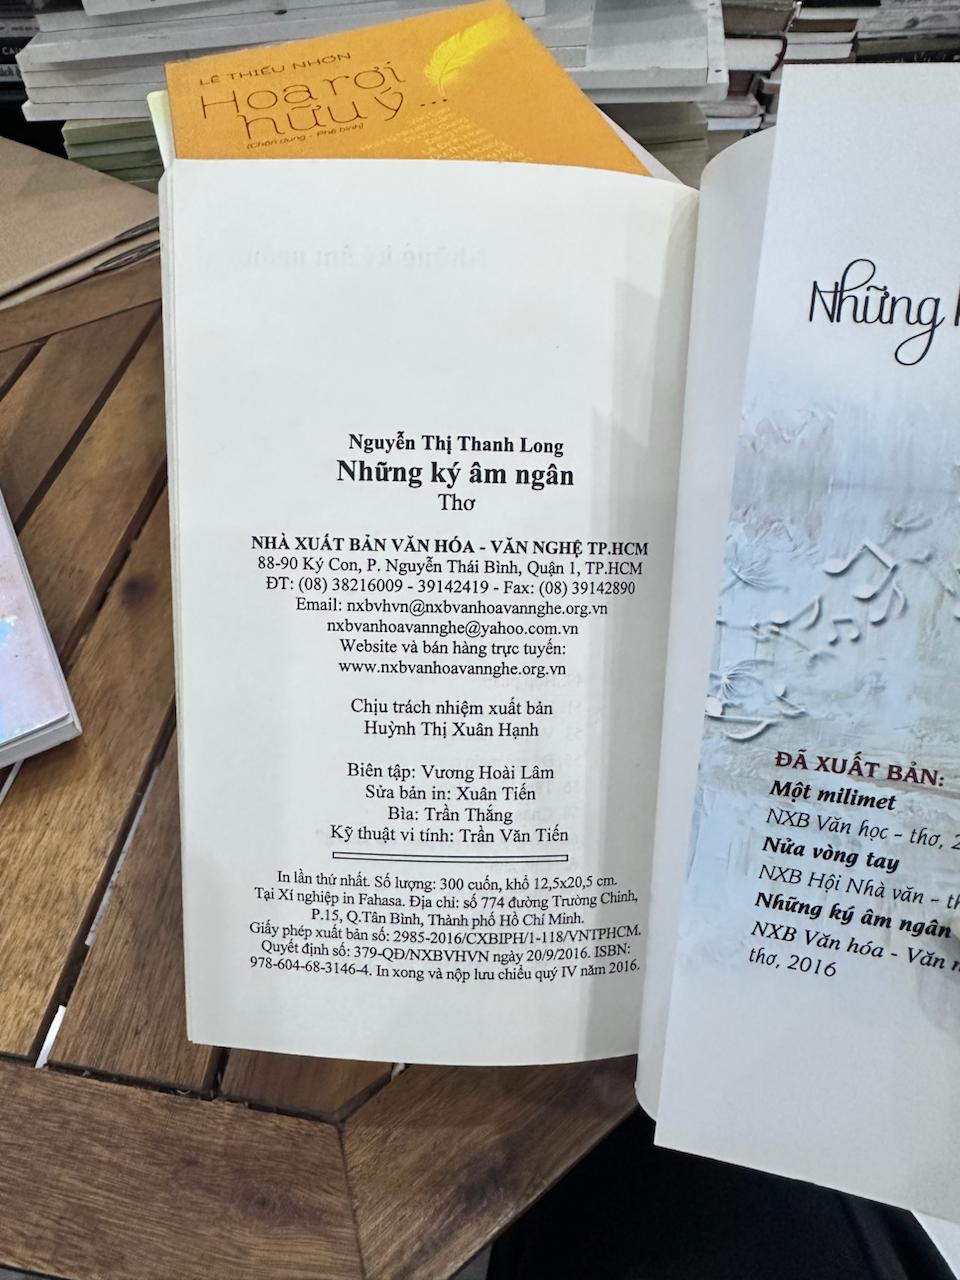 LÊ THIẾU NHƠN
Hoa rơi
hữu ý...
(Chân dung - Phê bình)
Nguyễn Thị Thanh Long
Những ký âm ngân
Thơ
NHÀ XUẤT BẢN VĂN HÓA - VĂN NGHỆ TP.HCM
88-90 Ký Con, P. Nguyễn Thái Bình, Quận 1, TP.HCM
ĐT: (08) 38216009 - 39142419 - Fax: (08) 39142890
Email: nxbvhvn@nxbvanhoavannghe.org.vn
nxbvanhoavannghe@yahoo.com.vn
Website và bán hàng trực tuyến:
www.nxbvanhoavannghe.org.vn
Chịu trách nhiệm xuất bản
Huỳnh Thị Xuân Hạnh
Biên tập: Vương Hoài Lâm
Sửa bản in: Xuân Tiến
Bìa: Trần Thắng
Kỹ thuật vi tính: Trần Văn Tiến
In lần thứ nhất. Số lượng: 300 cuốn, khổ 12,5x20,5 cm.
Tại Xí nghiệp in Fahasa. Địa chỉ: số 774 đường Trường Chinh,
P.15, Q.Tân Bình, Thành phố Hồ Chí Minh.
Giấy phép xuất bản số: 2985-2016/CXBIPH/1-118/VNTPHCM.
Quyết định số: 379-QĐ/NXBVHVN ngày 20/9/2016. ISBN:
978-604-68-3146-4. In xong và nộp lưu chiểu quý IV năm 2016.
Những
ĐÃ XUẤT BẢN:
Một milimet
NXB Văn học - thơ,
Nửa vòng tay
NXB Hội Nhà văn -
Những ký âm ngân
NXB Văn hóa - Văn
thơ, 2016